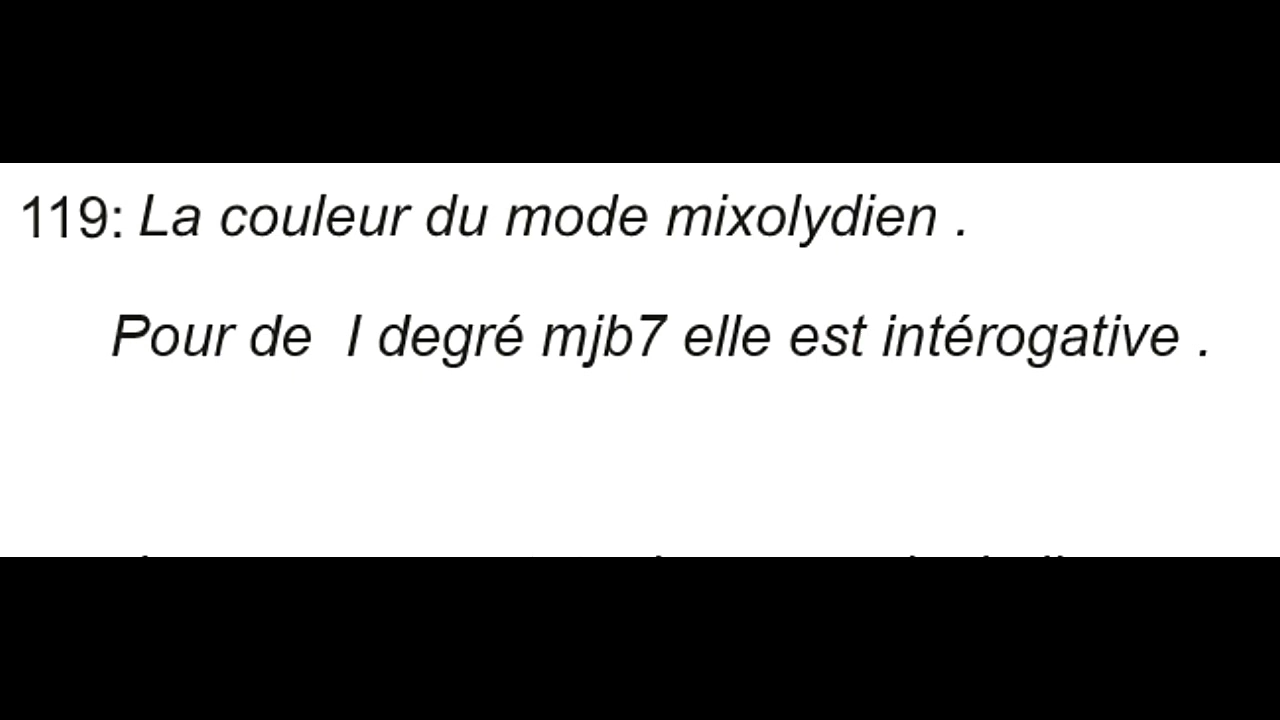 119: La couleur du mode mixolydien .
Pour de I degré mjb7 elle est intérogative .